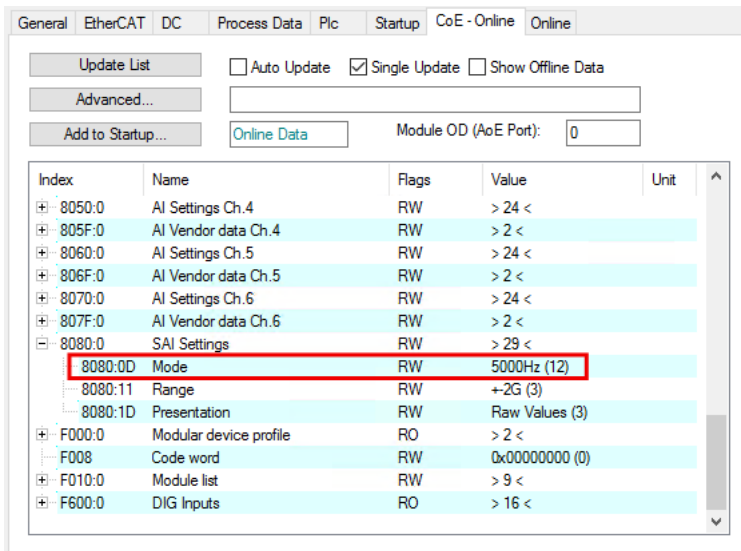 General EtherCAT DC Process Data Plc Startup CoE - Online Online
Update List Auto Update Single Update Show Offline Data
Advanced...
Add to Startup... Online Data Module OD (AoE Port): 0
Index Name Flags Value Unit
8050:0 AI Settings Ch.4 RW > 24 <
805F:0 AI Vendor data Ch.4 RW > 2 <
8060:0 AI Settings Ch.5 RW > 24 <
806F:0 AI Vendor data Ch.5 RW > 2 <
8070:0 AI Settings Ch.6 RW > 24 <
807F:0 AI Vendor data Ch.6 RW > 2 <
8080:0 SAI Settings RW > 29 <
8080:0D Mode RW 5000Hz (12)
8080:11 Range RW +-2G (3)
8080:1D Presentation RW Raw Values (3)
F000:0 Modular device profile RO > 2 <
F008 Code word RW 0x00000000 (0)
F010:0 Module list RW > 9 <
F600:0 DIG Inputs RO > 16 <